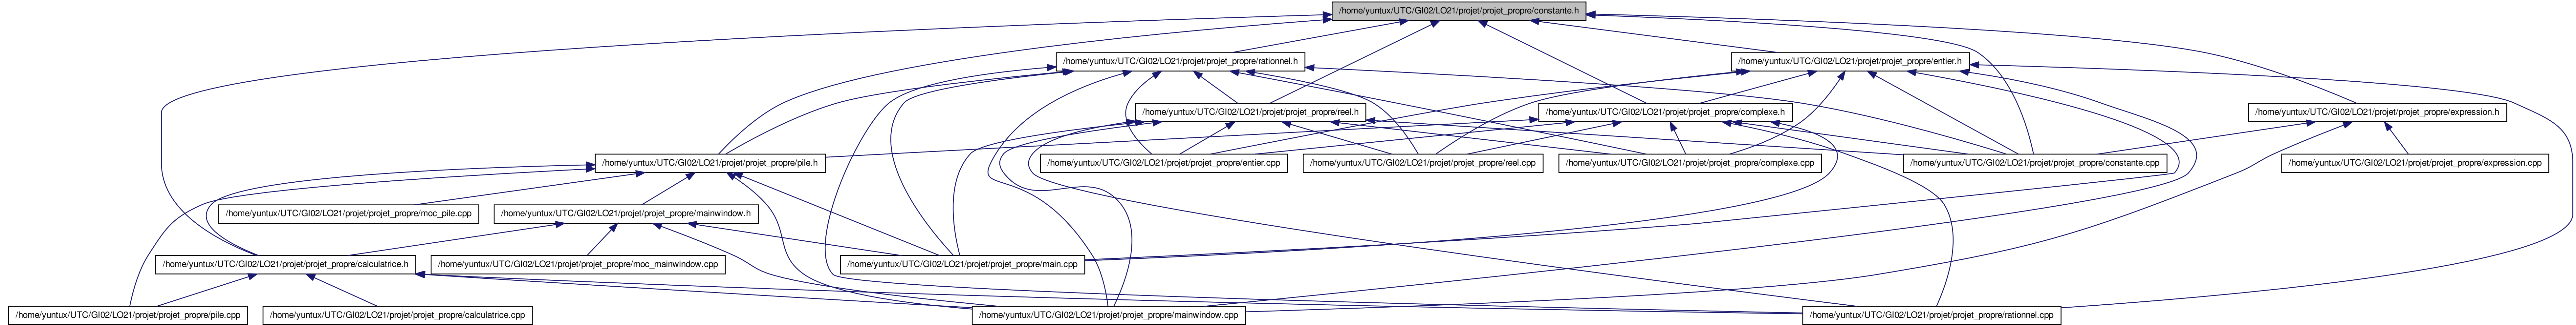 /home/yuntux/UTC/GI02/LO21/projet/projet_propre/constante.h
/home/yuntux/UTC/GI02/LO21/projet/projet_propre/rationnel.h
/home/yuntux/UTC/GI02/LO21/projet/projet_propre/entier.h
/home/yuntux/UTC/GI02/LO21/projet/projet_propre/reel.h
/home/yuntux/UTC/GI02/LO21/projet/projet_propre/complexe.h
/home/yuntux/UTC/GI02/LO21/projet/projet_propre/expression.h
/home/yuntux/UTC/GI02/LO21/projet/projet_propre/pile.h
/home/yuntux/UTC/GI02/LO21/projet/projet_propre/entier.cpp
/home/yuntux/UTC/GI02/LO21/projet/projet_propre/reel.cpp
/home/yuntux/UTC/GI02/LO21/projet/projet_propre/complexe.cpp
/home/yuntux/UTC/GI02/LO21/projet/projet_propre/constante.cpp
/home/yuntux/UTC/GI02/LO21/projet/projet_propre/expression.cpp
/home/yuntux/UTC/GI02/LO21/projet/projet_propre/moc_pile.cpp
/home/yuntux/UTC/GI02/LO21/projet/projet_propre/mainwindow.h
/home/yuntux/UTC/GI02/LO21/projet/projet_propre/calculatrice.h
/home/yuntux/UTC/GI02/LO21/projet/projet_propre/moc_mainwindow.cpp
/home/yuntux/UTC/GI02/LO21/projet/projet_propre/main.cpp
/home/yuntux/UTC/GI02/LO21/projet/projet_propre/pile.cpp
/home/yuntux/UTC/GI02/LO21/projet/projet_propre/calculatrice.cpp
/home/yuntux/UTC/GI02/LO21/projet/projet_propre/mainwindow.cpp
/home/yuntux/UTC/GI02/LO21/projet/projet_propre/rationnel.cpp